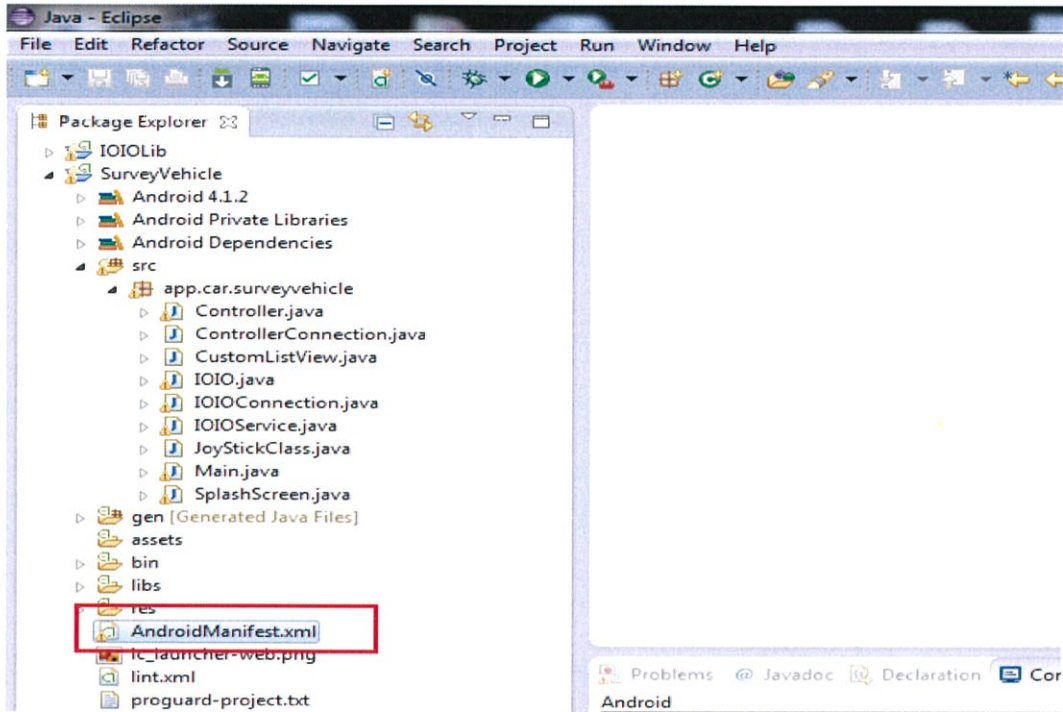 Java - Eclipse
File Edit Refactor Source Navigate Search Project Run Window Help
Package Explorer
IOIOLib
SurveyVehicle
Android 4.1.2
Android Private Libraries
Android Dependencies
src
app.car.surveyvehicle
Controller.java
ControllerConnection.java
CustomListView.java
IOIO.java
IOIOConnection.java
IOIOService.java
JoyStickClass.java
Main.java
SplashScreen.java
gen [Generated Java Files]
assets
bin
libs
res
AndroidManifest.xml
ic_launcher-web.png
lint.xml
proguard-project.txt
Problems @ Javadoc Declaration Cor
Android